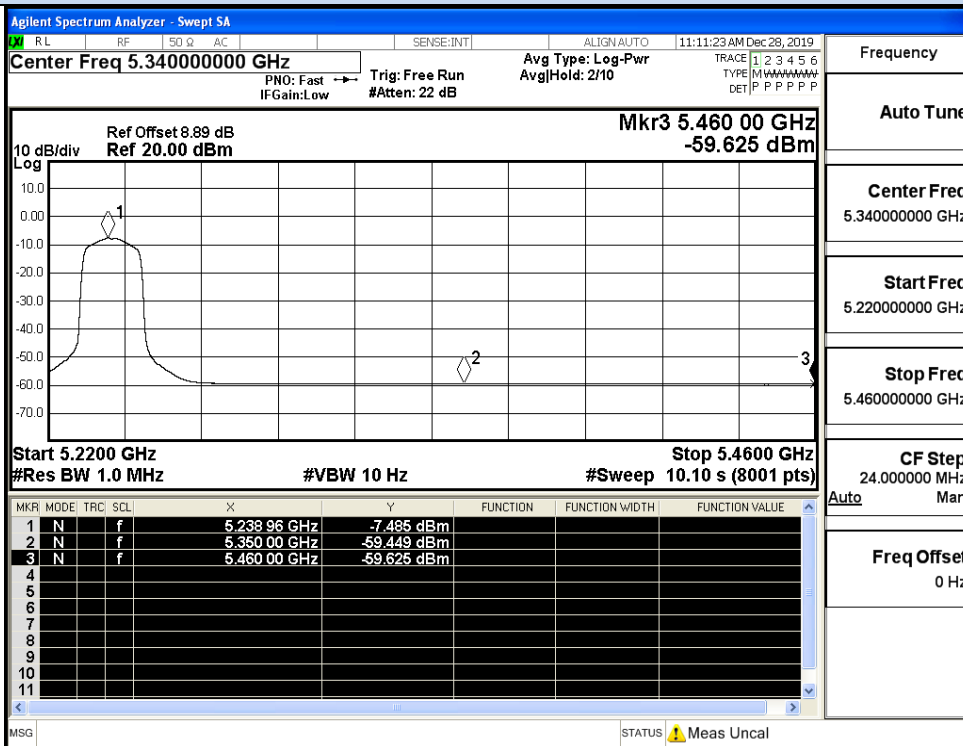 Agilent Spectrum Analyzer - Swept SA
LXI RL RF 50 Ω AC SENSE:INT ALIGN AUTO 11:11:23 AM Dec 28, 2019
Center Freq 5.340000000 GHz
PNO: Fast
IFGain:Low
Trig: Free Run
#Atten: 22 dB
Avg Type: Log-Pwr
Avg|Hold: 2/10
TRACE 1 2 3 4 5 6
TYPE M WWWWW
DET P P P P P P
Mkr3 5.460 00 GHz
-59.625 dBm
Ref Offset 8.89 dB
10 dB/div Ref 20.00 dBm
Log
10.0
0.00
-10.0
-20.0
-30.0
-40.0
-50.0
-60.0
-70.0
1
2
3
Start 5.2200 GHz Stop 5.4600 GHz
#Res BW 1.0 MHz #VBW 10 Hz #Sweep 10.10 s (8001 pts)
MKR MODE TRC SCL X Y FUNCTION FUNCTION WIDTH FUNCTION VALUE
1 N f 5.238 96 GHz -7.485 dBm
2 N f 5.350 00 GHz -59.449 dBm
3 N f 5.460 00 GHz -59.625 dBm
4
5
6
7
8
9
10
11
MSG STATUS Meas Uncal
Frequency
Auto Tune
Center Freq
5.340000000 GHz
Start Freq
5.220000000 GHz
Stop Freq
5.460000000 GHz
CF Step
24.000000 MHz
Auto Man
Freq Offset
0 Hz